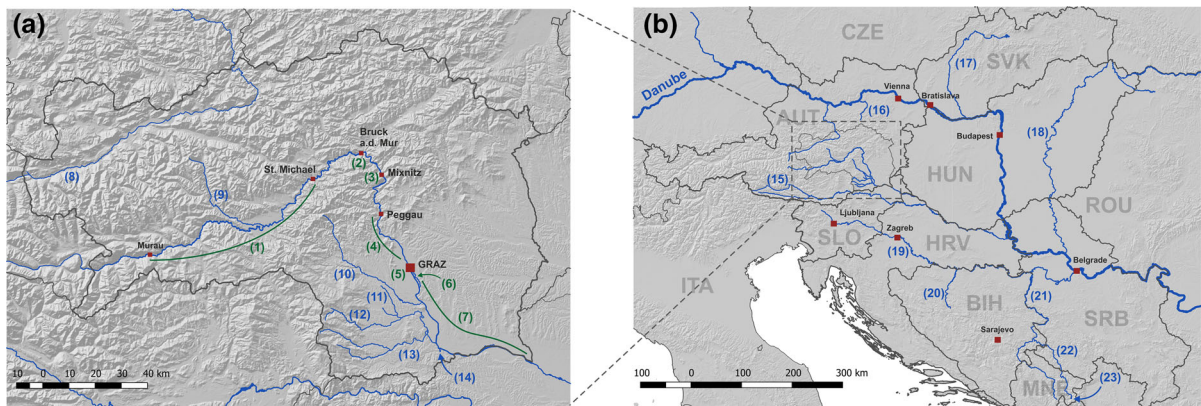 (a)
Bruck
a.d. Mur
(2)
St. Michael
(3)
Mixnitz
(8)
(9)
Peggau
(1)
(4)
Murau
GRAZ
(5)
(6)
(10)
(11)
(7)
(12)
(13)
(14)
10 0 10 20 30 40 km
(b)
CZE
(17)
SVK
Danube
Vienna
Bratislava
(16)
AUT
Budapest
(18)
HUN
(15)
ROU
Ljubljana
Zagreb
SLO
HRV
(19)
Belgrade
ITA
(20)
(21)
BIH
SRB
Sarajevo
(22)
MNE
(23)
100 0 100 200 300 km